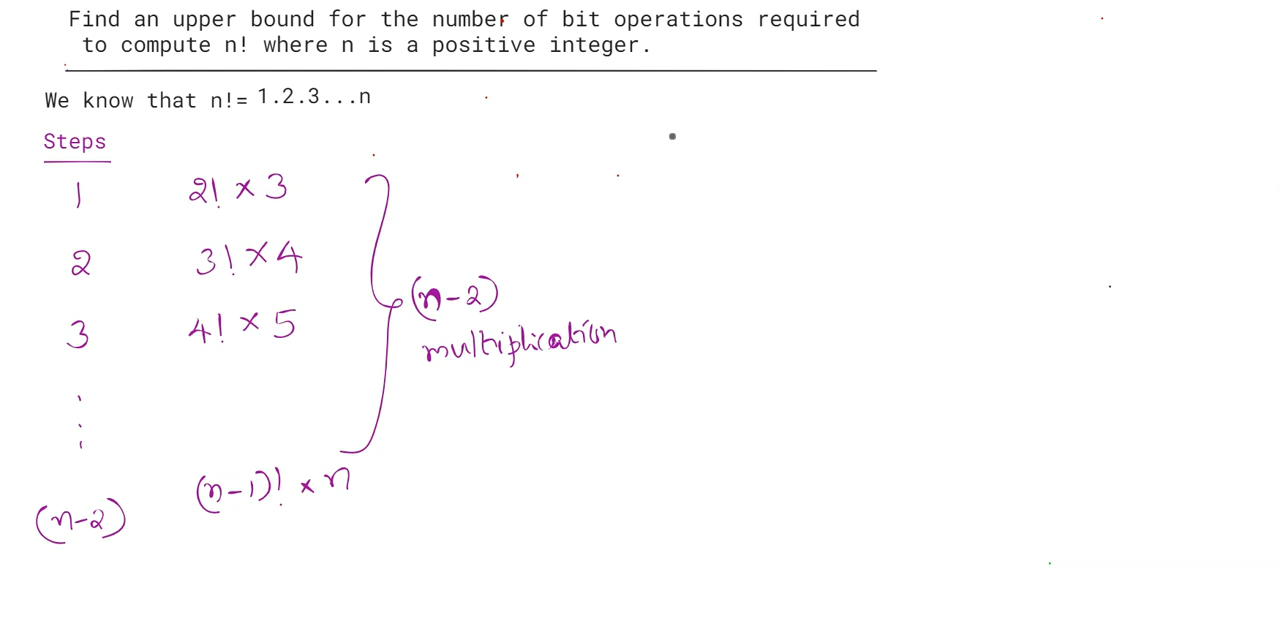 Find an upper bound for the number of bit operations required
to compute n! where n is a positive integer.
We know that n!= 1.2.3...n
Steps
1 2! × 3
2 3! × 4
3 4! × 5
(n-2)
multiplication
⋮
(n-2) (n-1)! × n